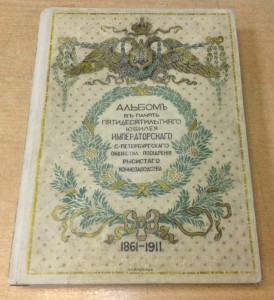 АЛЬБОМЪ
ВЪ ПАМЯТЬ
ПЯТИДЕСЯТИЛѢТНЯГО
ЮБИЛЕЯ
ИМПЕРАТОРСКАГО
С-ПЕТЕРБУРГСКАГО
ОБЩЕСТВА ПООЩРЕНІЯ
РЫСИСТАГО
КОННОЗАВОДСТВА
1861-1911